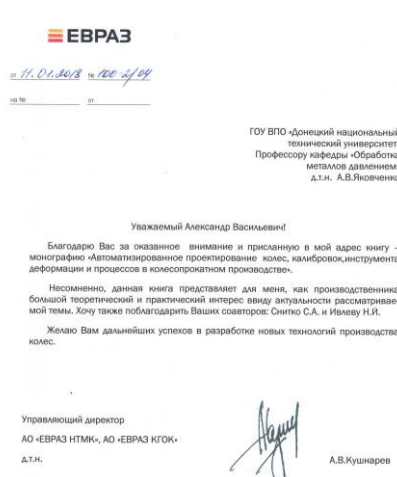 ЕВРАЗ
от 11.01.2018 № 100-2/04
на № от
ГОУ ВПО «Донецкий национальный
технический университет
Профессору кафедры «Обработка
металлов давлением
д.т.н. А.В.Яковченко
Уважаемый Александр Васильевич!
Благодарю Вас за оказанное внимание и присланную в мой адрес книгу -
монографию «Автоматизированное проектирование колес, калибровок,инструмента
деформации и процессов в колесопрокатном производстве».
Несомненно, данная книга представляет для меня, как производственника
большой теоретический и практический интерес ввиду актуальности рассматривае-
мой темы. Хочу также поблагодарить Ваших соавторов: Снитко С.А. и Ивлеву Н.Й.
Желаю Вам дальнейших успехов в разработке новых технологий производства
колес.
Управляющий директор
АО «ЕВРАЗ НТМК», АО «ЕВРАЗ КГОК»
д.т.н.
А.В.Кушнарев